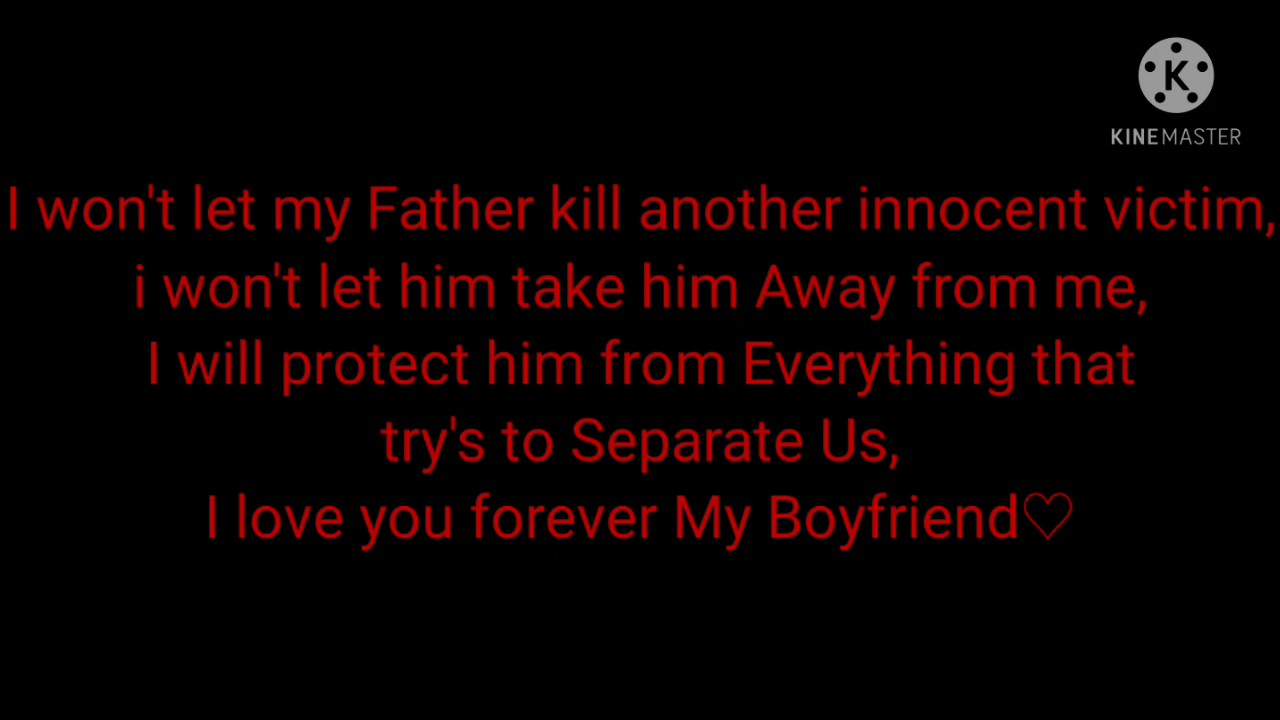 K
KINEMASTER
I won't let my Father kill another innocent victim,
i won't let him take him Away from me,
I will protect him from Everything that
try's to Separate Us,
I love you forever My Boyfriend♡